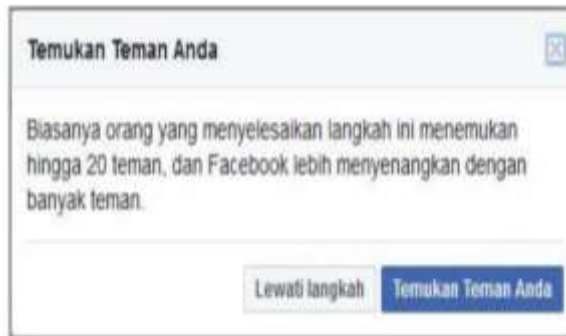 Temukan Teman Anda
Biasanya orang yang menyelesaikan langkah ini menemukan
hingga 20 teman, dan Facebook lebih menyenangkan dengan
banyak teman.
Lewati langkah Temukan Teman Anda